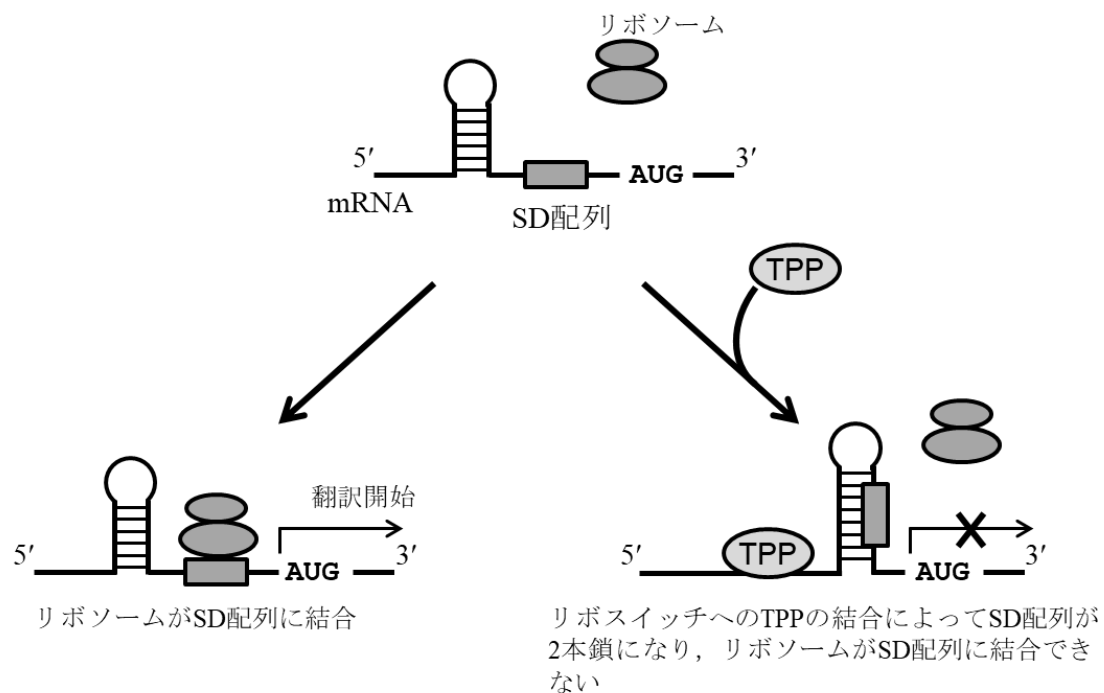 リボソーム
5′
3′
AUG
mRNA
SD配列
TPP
翻訳開始
5′
3′
AUG
リボソームがSD配列に結合
5′
3′
TPP
AUG
リボスイッチへのTPPの結合によってSD配列が
2本鎖になり，リボソームがSD配列に結合でき
ない